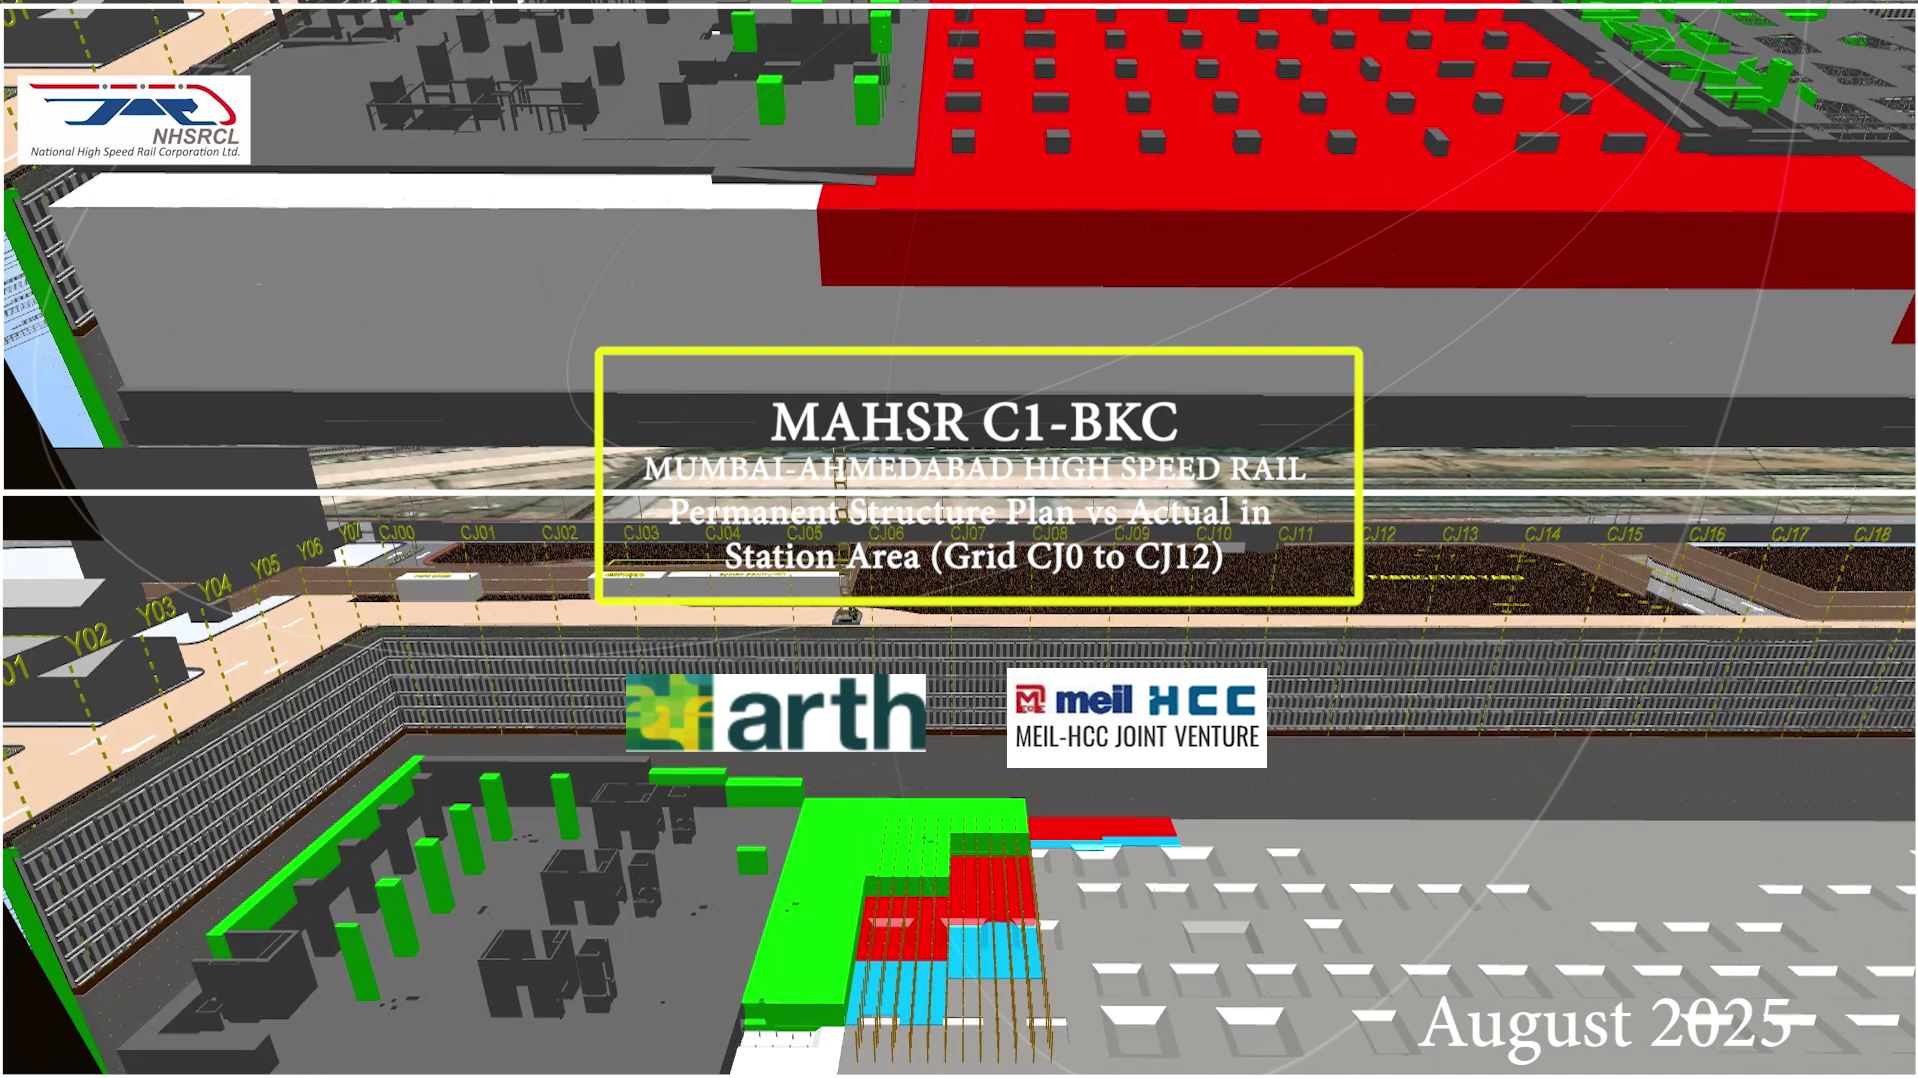 NHSRCL
National High Speed Rail Corporation Ltd.
MAHSR C1-BKC
MUMBAI-AHMEDABAD HIGH SPEED RAIL
Permanent Structure Plan vs Actual in
Station Area (Grid CJ0 to CJ12)
Y02 Y03 Y04 Y05 Y06 Y07 CJ00 CJ01 CJ02 CJ03 CJ04 CJ05 CJ06 CJ07 CJ08 CJ09 CJ10 CJ11 CJ12 CJ13 CJ14 CJ15 CJ16 CJ17 CJ18
FABRICATION YARD
arth
meil HCC
MEIL-HCC JOINT VENTURE
August 2025